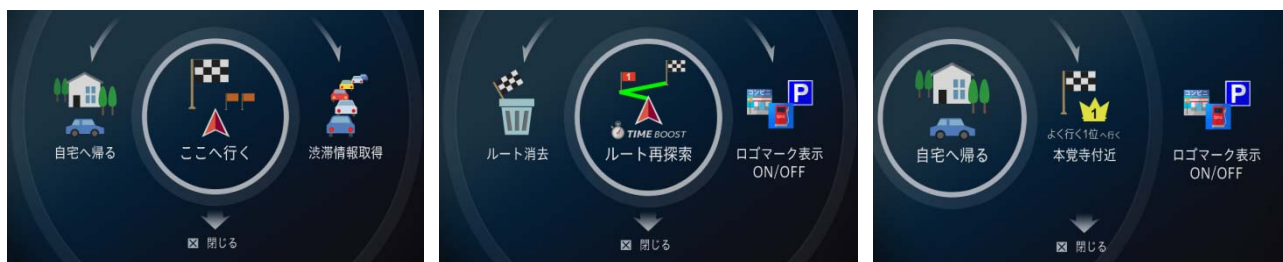 自宅へ帰る
ここへ行く
渋滞情報取得
閉じる
1
TIME BOOST
ルート消去
ルート再探索
コンビニ
P
ロゴマーク表示
ON/OFF
閉じる
自宅へ帰る
1
よく行く1位へ行く
本覚寺付近
コンビニ
P
ロゴマーク表示
ON/OFF
閉じる